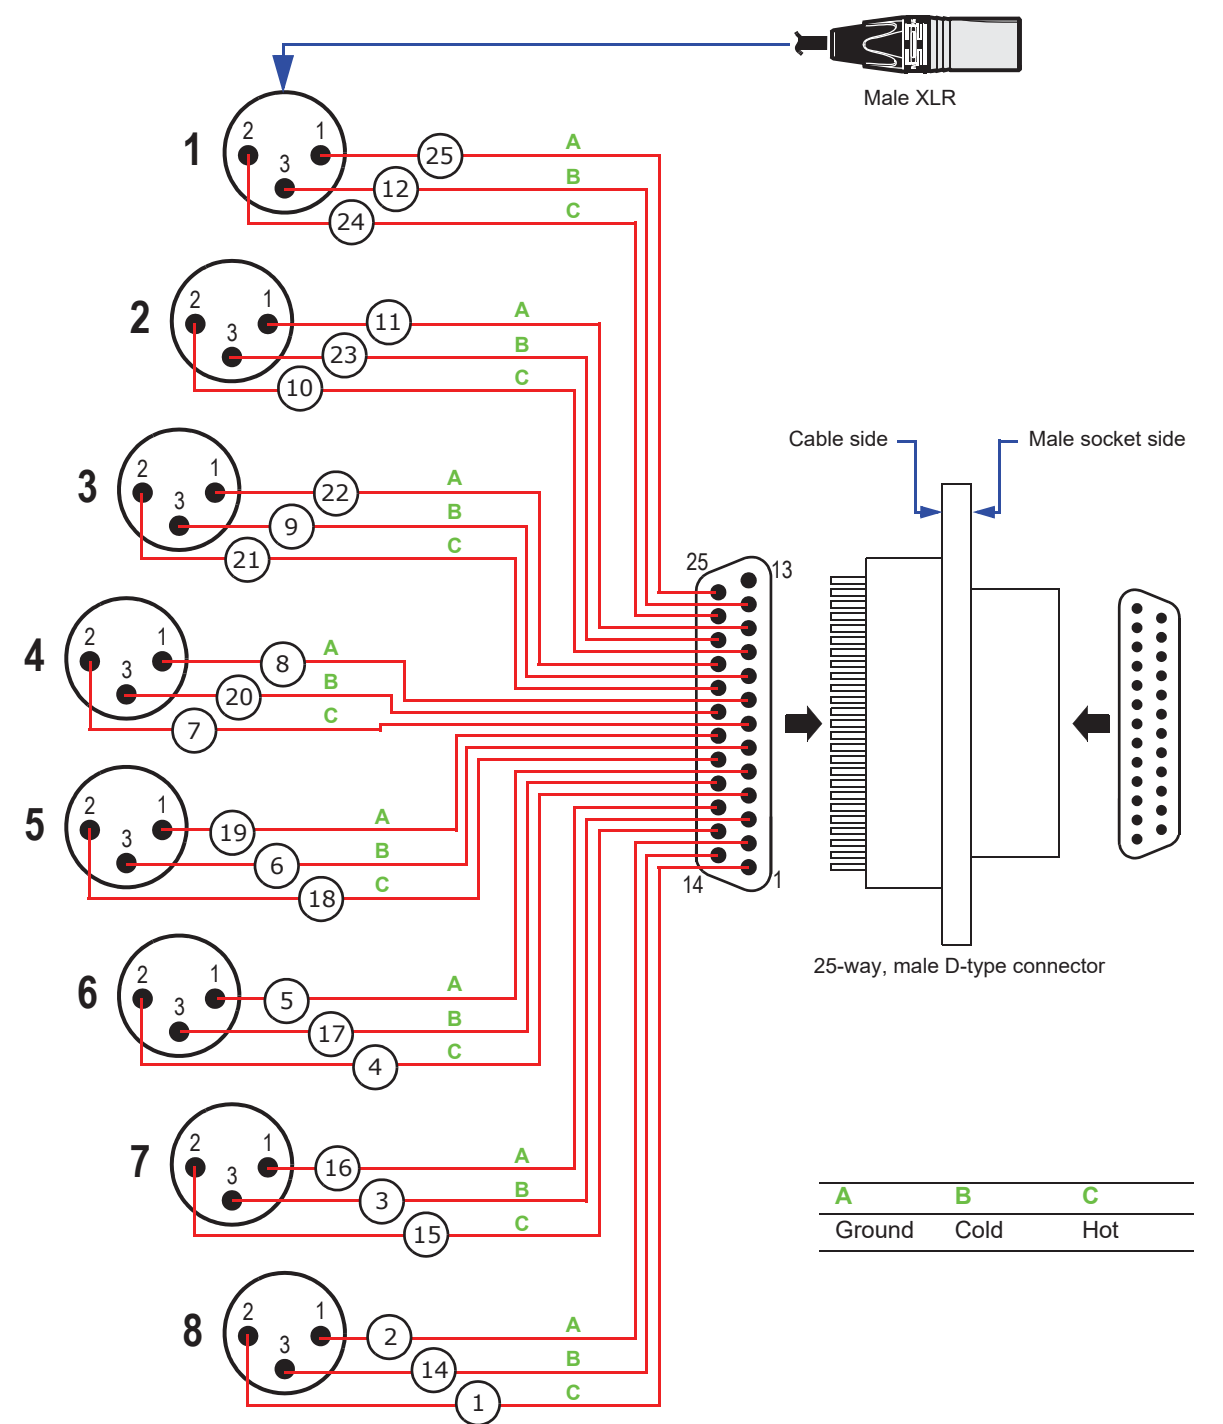 Male XLR
1
2 1
3
25 A
12 B
24 C
2
2 1
3
11 A
23 B
10 C
3
2 1
3
22 A
9 B
21 C
4
2 1
3
8 A
20 B
7 C
5
2 1
3
19 A
6 B
18 C
6
2 1
3
5 A
17 B
4 C
7
2 1
3
16 A
3 B
15 C
8
2 1
3
2 A
14 B
1 C
25 13
14 1
Cable side
Male socket side
25-way, male D-type connector
A B C
Ground Cold Hot